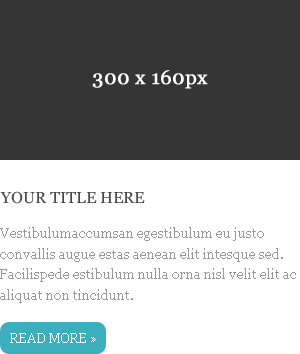 300 x 160px
YOUR TITLE HERE
Vestibulumaccumsan egestibulum eu justo
convallis augue estas aenean elit intesque sed.
Facilispede estibulum nulla orna nisl velit elit ac
aliquat non tincidunt.
READ MORE »